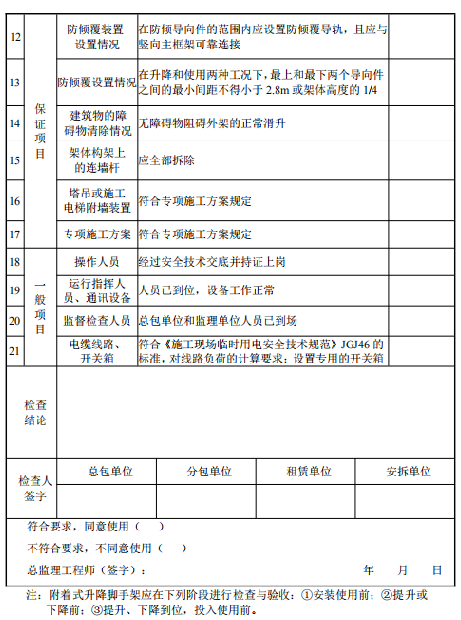 12
保证项目
防倾覆装置
设置情况
在防倾导向件的范围内应设置防倾覆导轨，且应与
竖向主框架可靠连接
13
防倾覆设置情况
在升降和使用两种工况下，最上和最下两个导向件
之间的最小间距不得小于 2.8m 或架体高度的 1/4
14
建筑物的障
碍物清除情况
无障碍物阻碍外架的正常滑升
15
架体构架上
的连墙杆
应全部拆除
16
塔吊或施工
电梯附墙装置
符合专项施工方案规定
17
专项施工方案
符合专项施工方案规定
18
一般项目
操作人员
经过安全技术交底并持证上岗
19
运行指挥人
员、通讯设备
人员已到位，设备工作正常
20
监督检查人员
总包单位和监理单位人员已到场
21
电缆线路、
开关箱
符合《施工现场临时用电安全技术规范》JGJ46 的
标准，对线路负荷的计算要求；设置专用的开关箱
检查
结论
检查人
签字
总包单位
分包单位
租赁单位
安拆单位
符合要求，同意使用（ ）
不符合要求，不同意使用（ ）
总监理工程师（签字）： 年 月 日
注：附着式升降脚手架应在下列阶段进行检查与验收：①安装使用前；②提升或
下降前；③提升、下降到位，投入使用前。